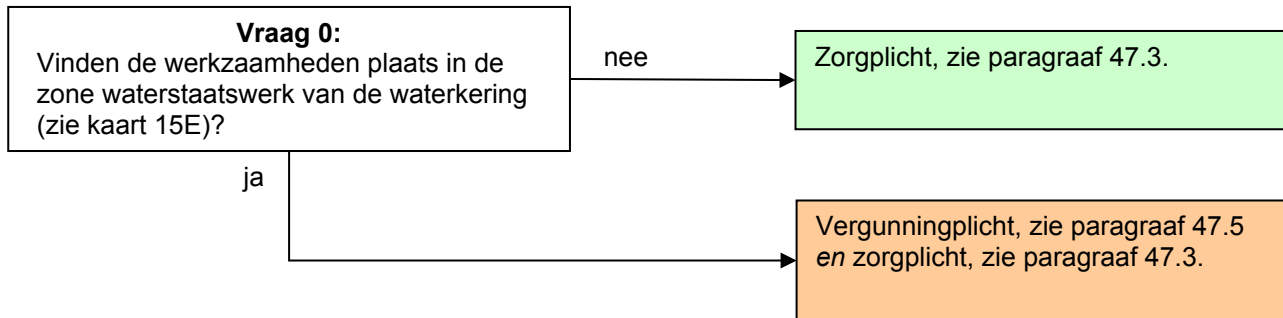 Vraag 0:
Vinden de werkzaamheden plaats in de
zone waterstaatswerk van de waterkering
(zie kaart 15E)?
nee
Zorgplicht, zie paragraaf 47.3.
ja
Vergunningplicht, zie paragraaf 47.5
en zorgplicht, zie paragraaf 47.3.